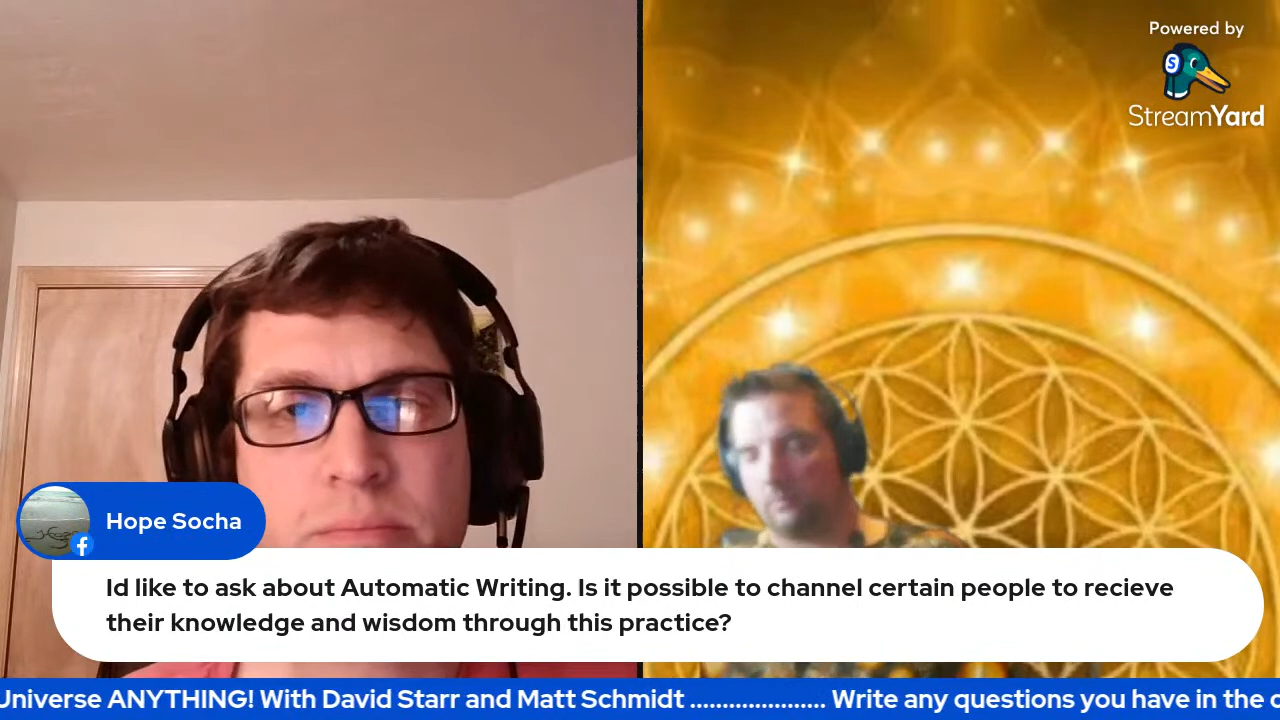 Powered by
S
StreamYard
Hope Socha
Id like to ask about Automatic Writing. Is it possible to channel certain people to recieve
their knowledge and wisdom through this practice?
Universe ANYTHING! With David Starr and Matt Schmidt ..................... Write any questions you have in the c